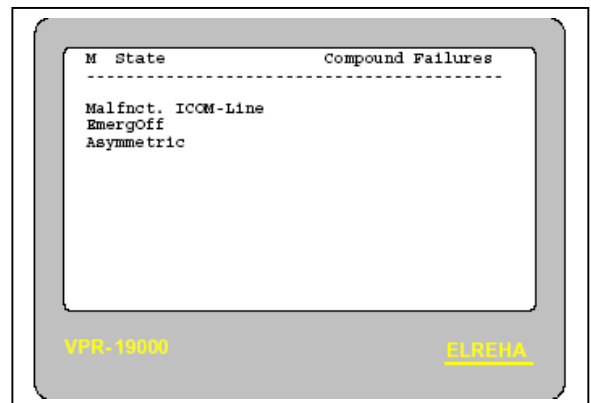 M State Compound Failures
---------------------------------------------
Malfnct. ICOM-Line
EmergOff
Asymmetric
VPR-19000 ELREHA